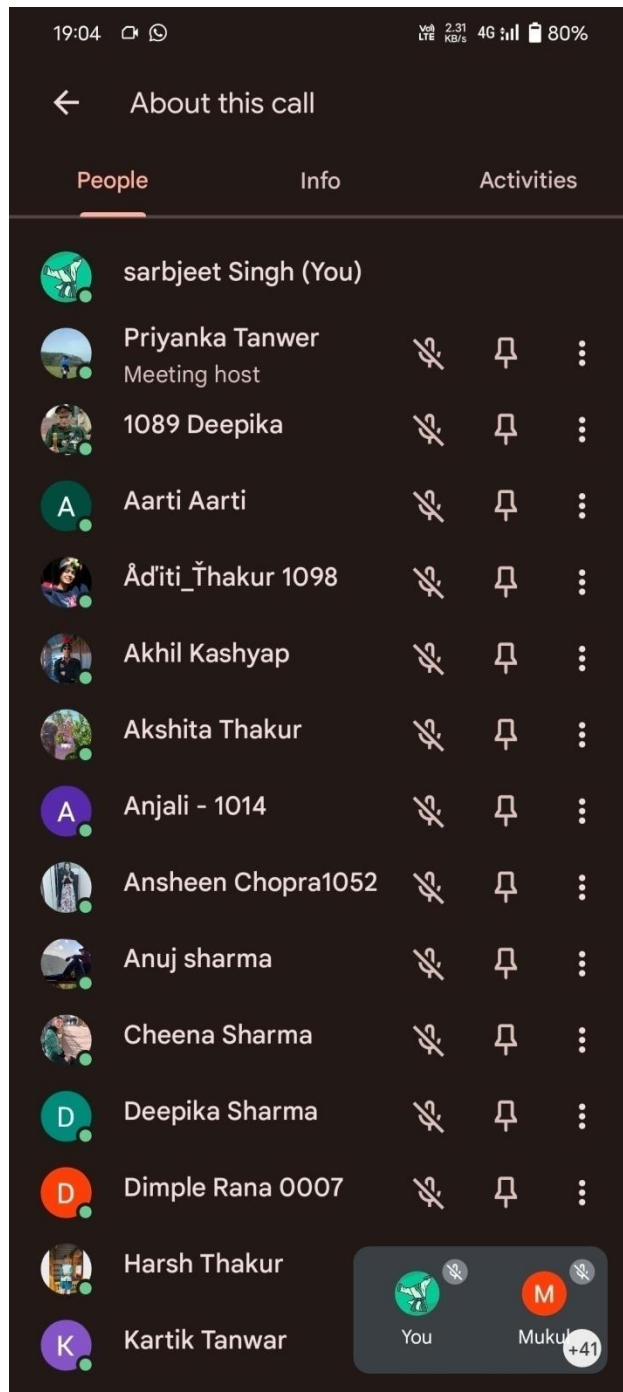 19:04 Vo) LTE 2.31 KB/s 4G 80%
About this call
People Info Activities
sarbjeet Singh (You)
Priyanka Tanwer
Meeting host
1089 Deepika
A Aarti Aarti
Åďiti_Ťhakur 1098
Akhil Kashyap
Akshita Thakur
A Anjali - 1014
Ansheen Chopra1052
Anuj sharma
Cheena Sharma
D Deepika Sharma
D Dimple Rana 0007
Harsh Thakur
M
K Kartik Tanwar
You Mukul +41